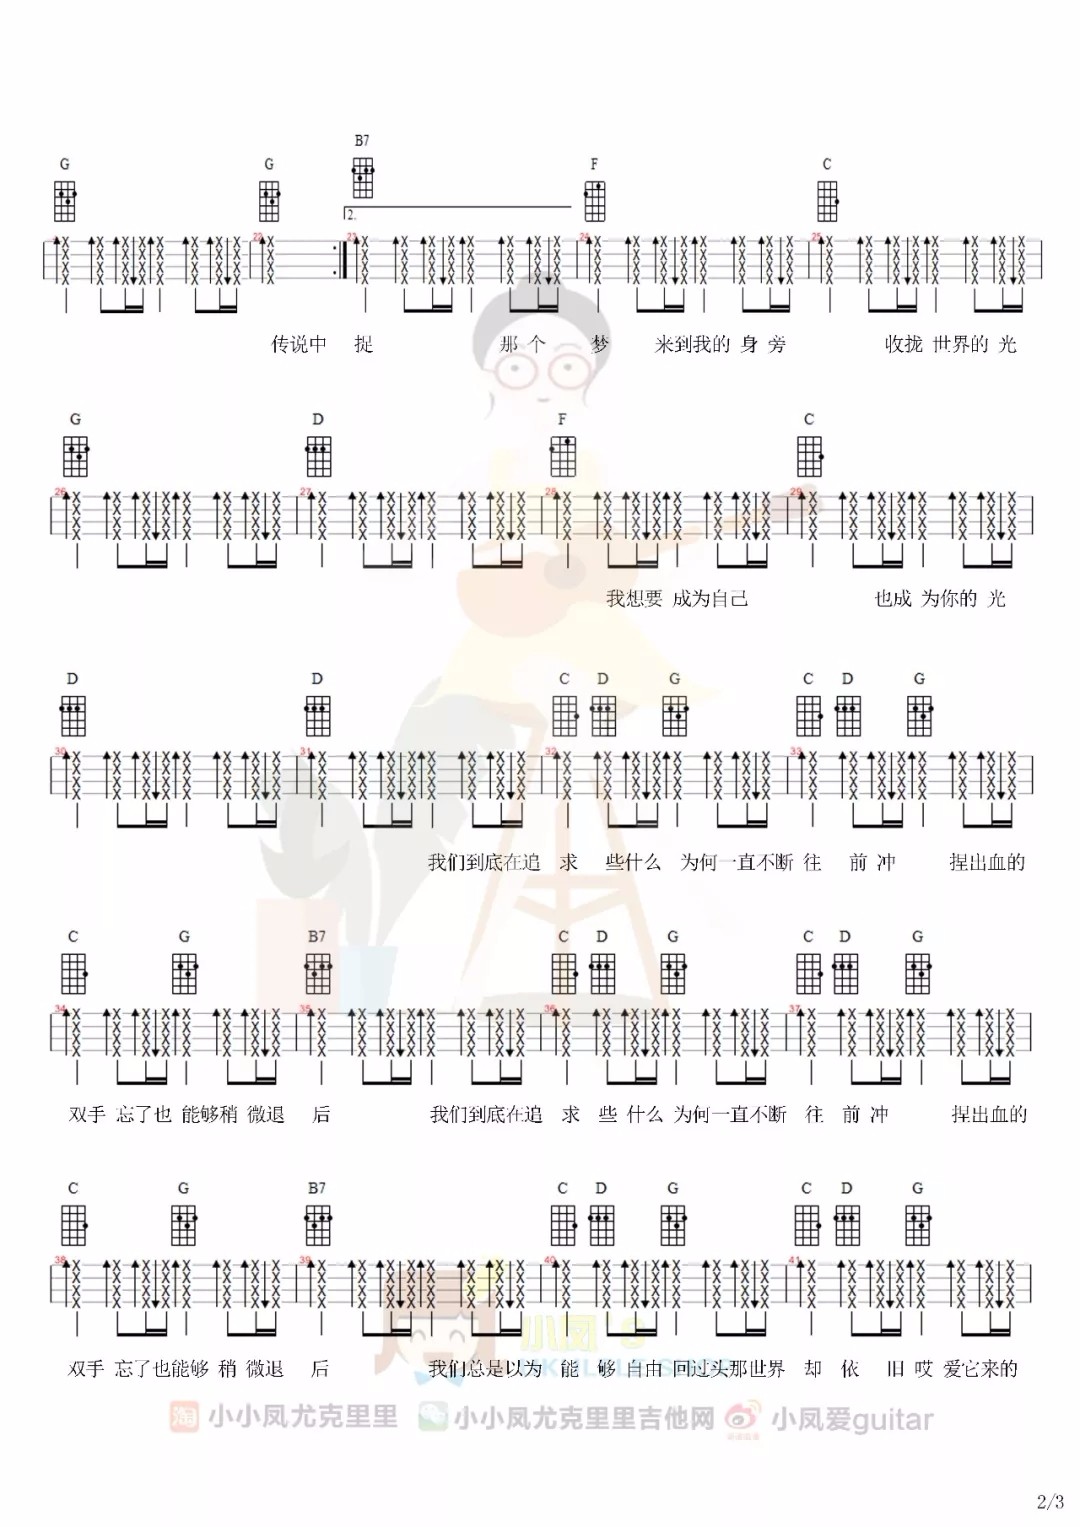 B7
G G F C
2.
22 23 24 25
传说中 捉 那 个 梦 来到我的 身 旁 收拢 世界的 光
G D F C
26 27 28 29
我想要 成为自己 也成 为你的 光
D D C D G C D G
30 31 32 33
我们到底在追 求 些什么 为何一直不断 往 前 冲 捏出血的
C G B7 C D G C D G
34 35 36 37
双手 忘了也 能够稍 微退 后 我们到底在追 求 些 什么 为何一直不断 往 前 冲 捏出血的
C G B7 C D G C D G
38 39 40 41
双手 忘了也能够 稍 微退 后 我们总是以为 能 够 自由 回过头那世界 却 依 旧 哎 爱它来的
小凤's
UKULELE SHOP
淘 小小凤尤克里里 小小凤尤克里里吉他网 小凤爱guitar
2/3